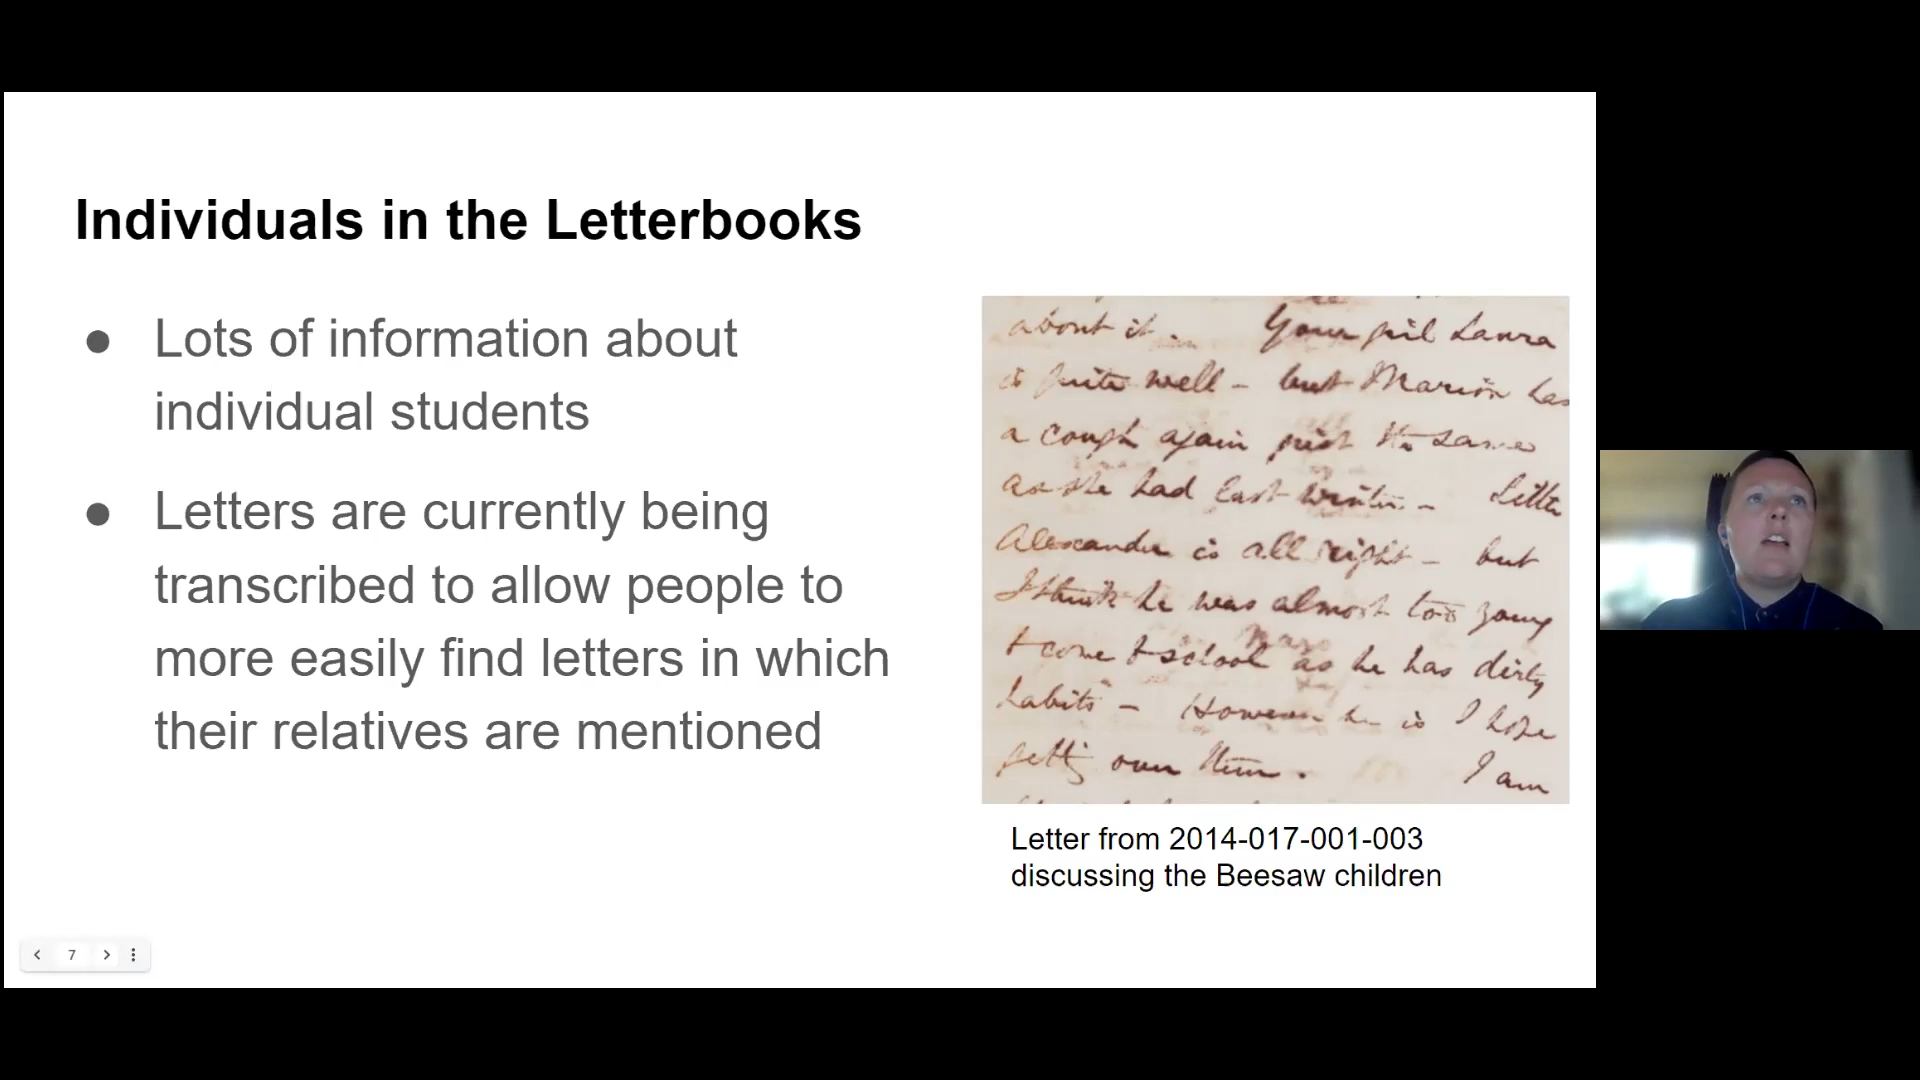 Individuals in the Letterbooks
● Lots of information about
individual students
● Letters are currently being
transcribed to allow people to
more easily find letters in which
their relatives are mentioned
about it. Your girl Laura
is quite well - but Marion has
a cough again just the same
as she had last winter. - Little
Alexander is all right - but
I think he was almost too young
to come to school as he has dirty
habits - However he is I hope
getting over them. I am
Letter from 2014-017-001-003
discussing the Beesaw children
7